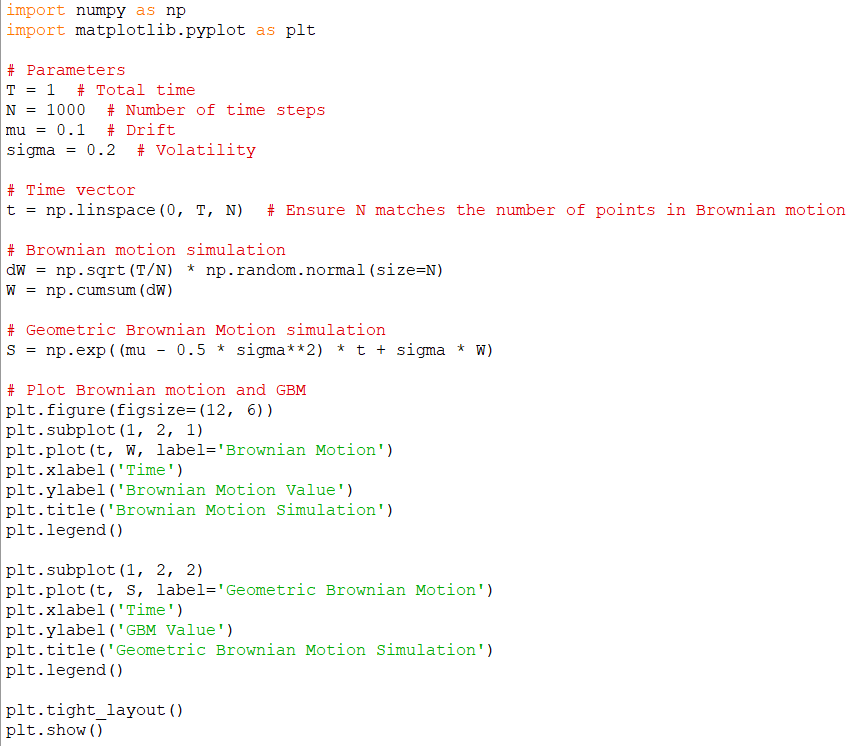 import numpy as np
import matplotlib.pyplot as plt

# Parameters
T = 1  # Total time
N = 1000  # Number of time steps
mu = 0.1  # Drift
sigma = 0.2  # Volatility

# Time vector
t = np.linspace(0, T, N)  # Ensure N matches the number of points in Brownian motion

# Brownian motion simulation
dW = np.sqrt(T/N) * np.random.normal(size=N)
W = np.cumsum(dW)

# Geometric Brownian Motion simulation
S = np.exp((mu - 0.5 * sigma**2) * t + sigma * W)

# Plot Brownian motion and GBM
plt.figure(figsize=(12, 6))
plt.subplot(1, 2, 1)
plt.plot(t, W, label='Brownian Motion')
plt.xlabel('Time')
plt.ylabel('Brownian Motion Value')
plt.title('Brownian Motion Simulation')
plt.legend()

plt.subplot(1, 2, 2)
plt.plot(t, S, label='Geometric Brownian Motion')
plt.xlabel('Time')
plt.ylabel('GBM Value')
plt.title('Geometric Brownian Motion Simulation')
plt.legend()

plt.tight_layout()
plt.show()